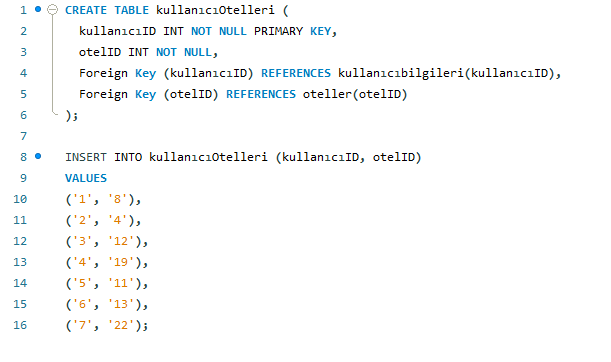 1 CREATE TABLE kullanıcıOtelleri (
2 kullanıcıID INT NOT NULL PRIMARY KEY,
3 otelID INT NOT NULL,
4 Foreign Key (kullanıcıID) REFERENCES kullanıcıbilgileri(kullanıcıID),
5 Foreign Key (otelID) REFERENCES oteller(otelID)
6 );
7
8 INSERT INTO kullanıcıOtelleri (kullanıcıID, otelID)
9 VALUES
10 ('1', '8'),
11 ('2', '4'),
12 ('3', '12'),
13 ('4', '19'),
14 ('5', '11'),
15 ('6', '13'),
16 ('7', '22');